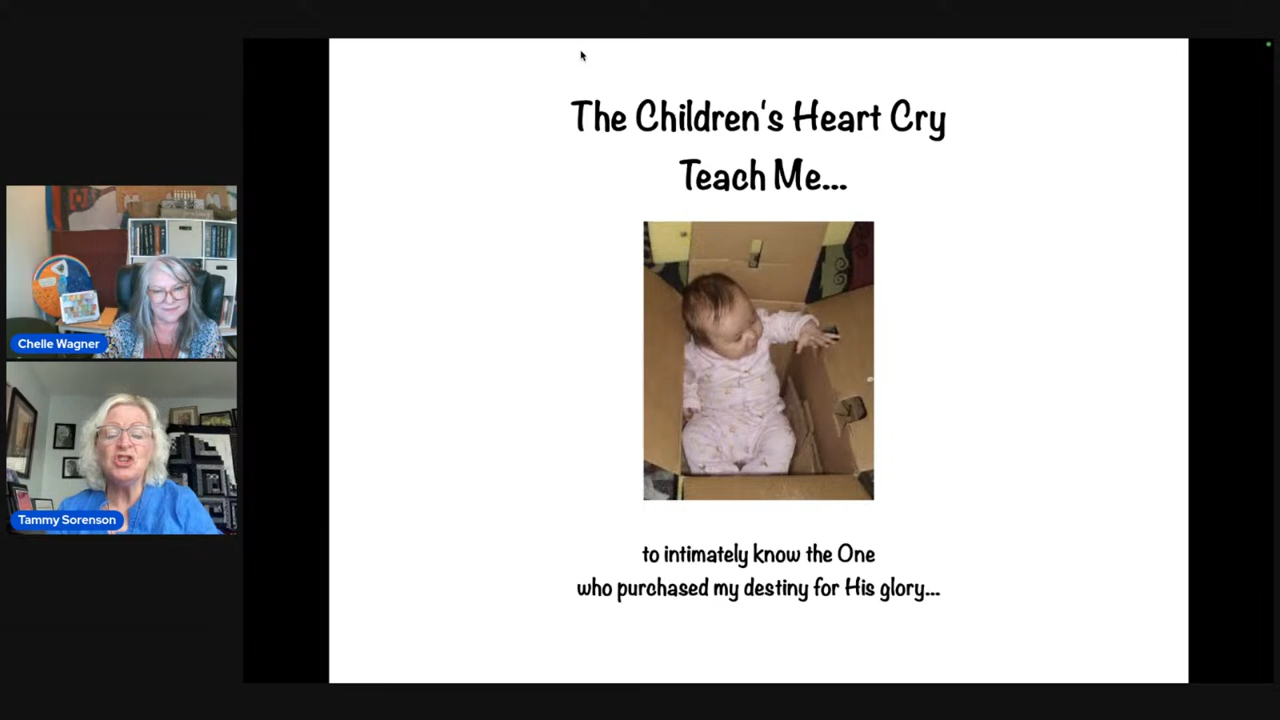 The Children's Heart Cry
Teach Me...
to intimately know the One
who purchased my destiny for His glory...
Chelle Wagner
Tammy Sorenson